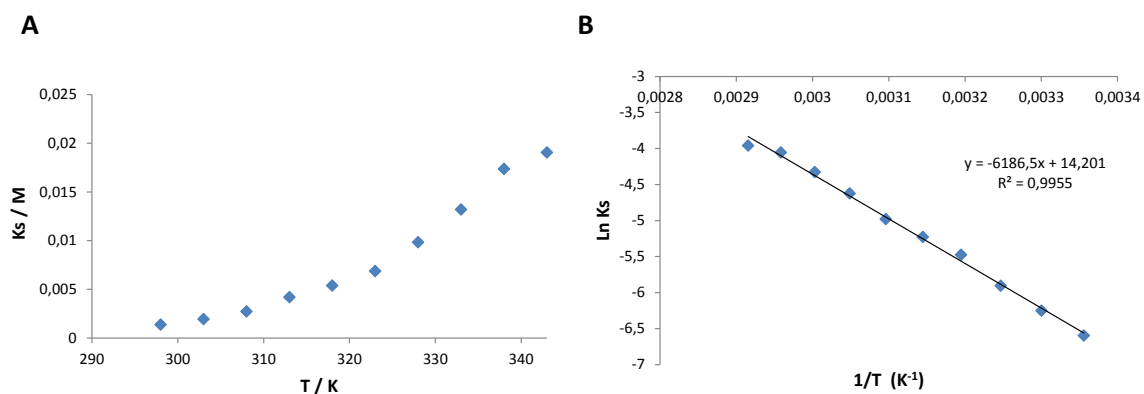 A
0,025
0,02
0,015
0,01
0,005
0
290 300 310 320 330 340
Ks / M
T / K
B
-3
0,0028 0,0029 0,003 0,0031 0,0032 0,0033 0,0034
-3,5
-4
-4,5
-5
-5,5
-6
-6,5
-7
y = -6186,5x + 14,201
R² = 0,9955
Ln Ks
1/T (K⁻¹)